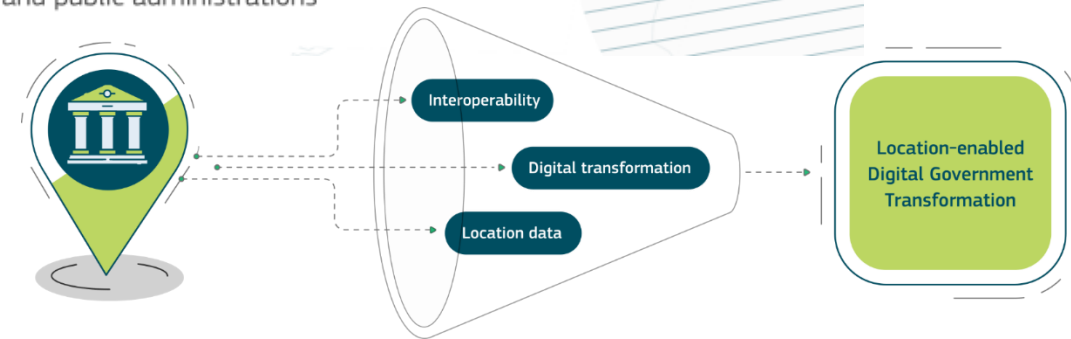 and public administrations
Interoperability
Digital transformation
Location data
Location-enabled
Digital Government
Transformation